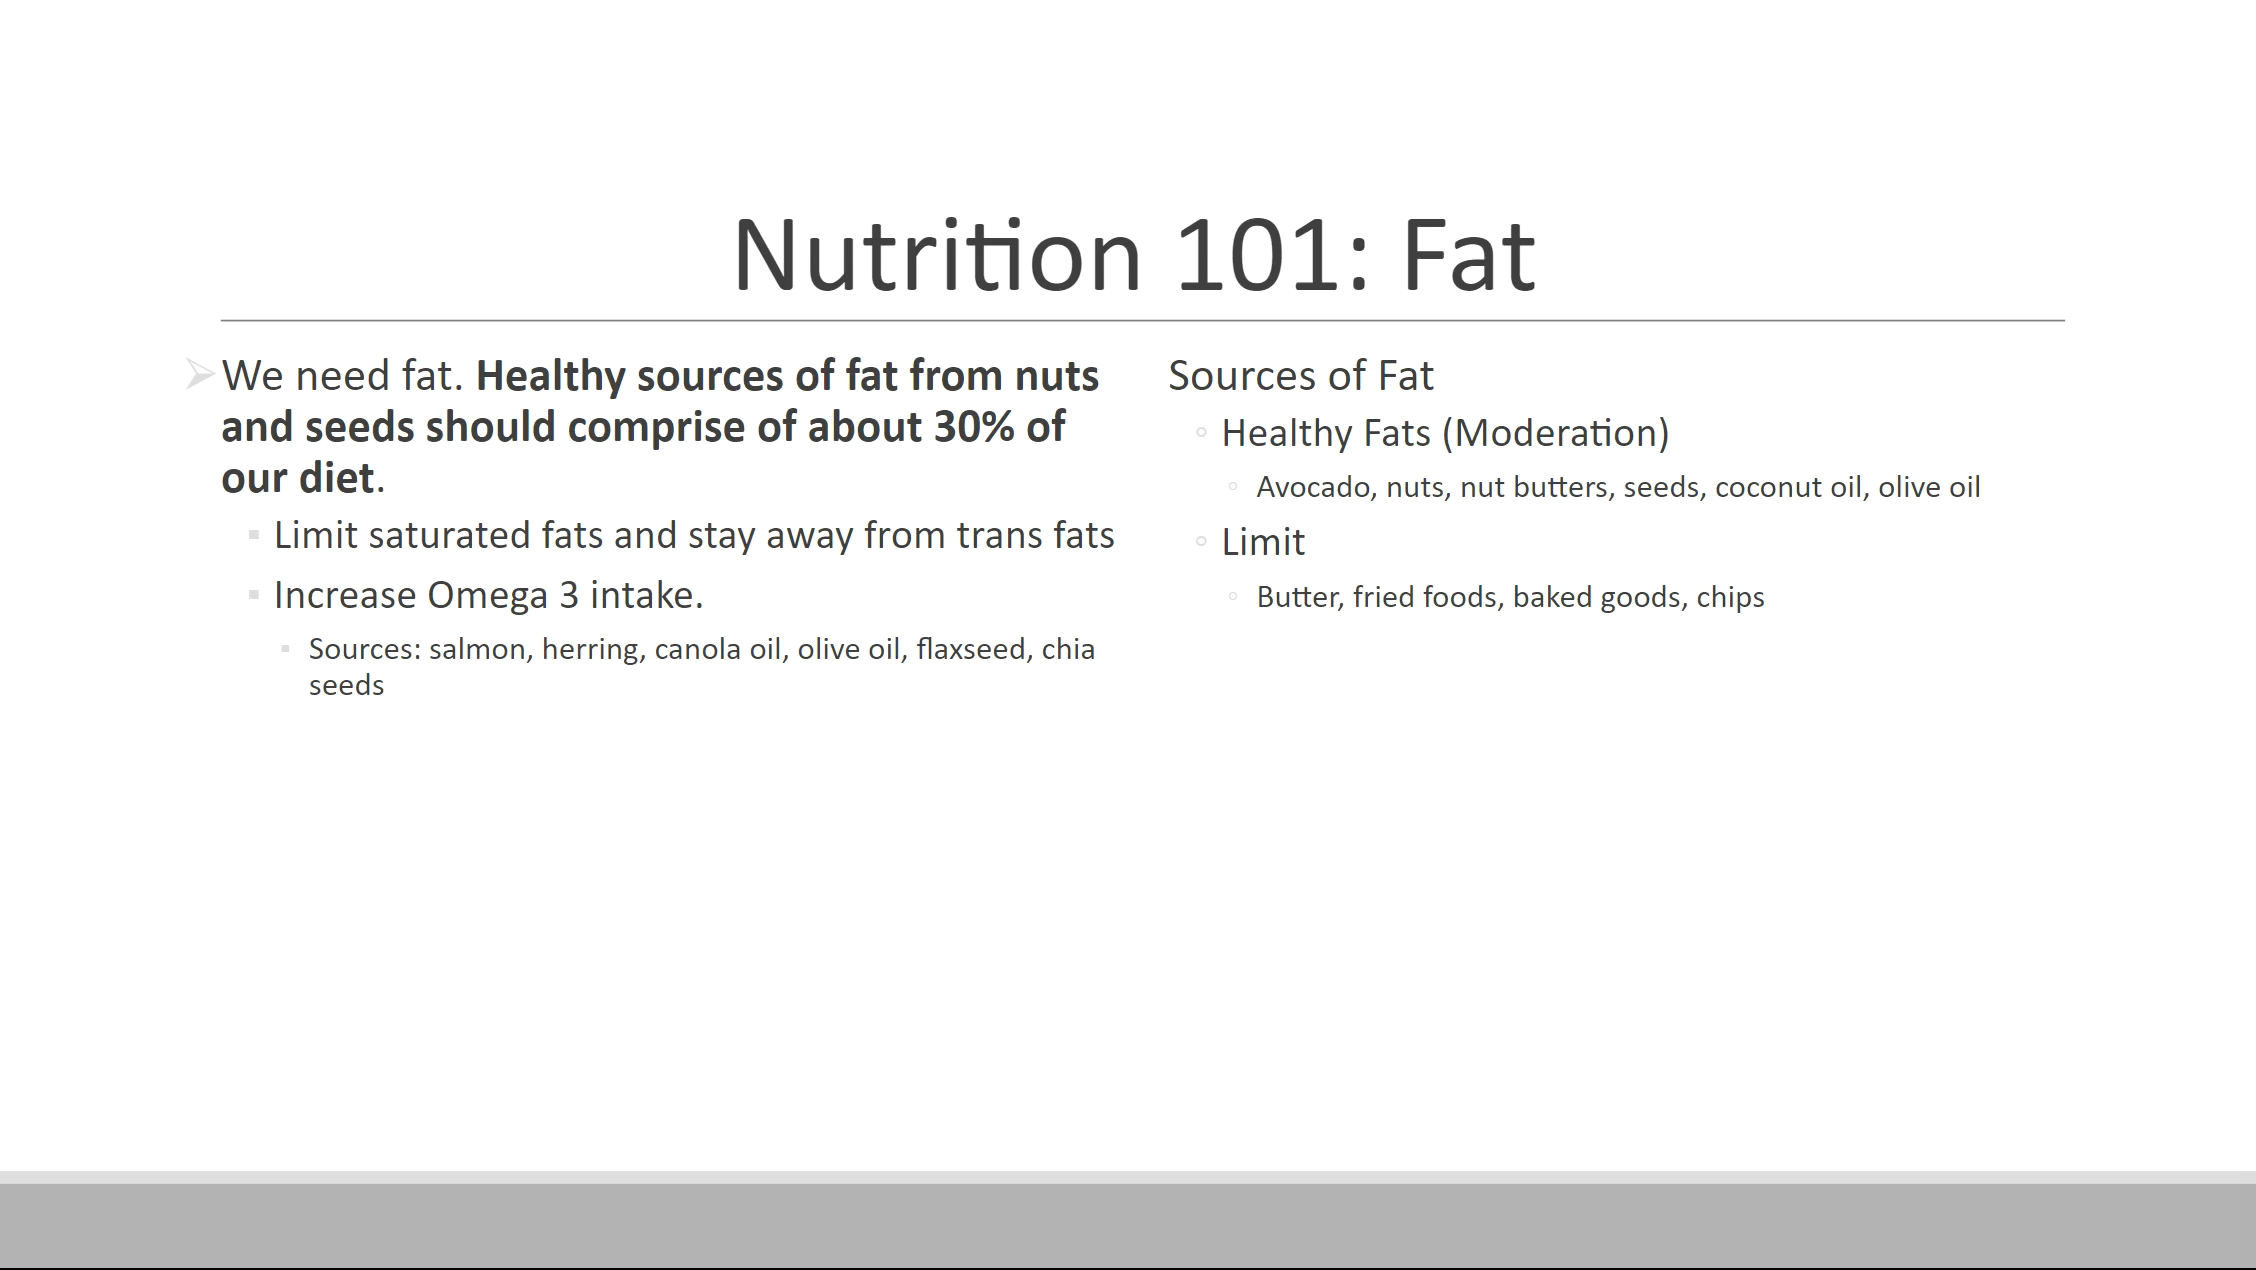 Nutrition 101: Fat
We need fat. Healthy sources of fat from nuts
and seeds should comprise of about 30% of
our diet.
Limit saturated fats and stay away from trans fats
Increase Omega 3 intake.
Sources: salmon, herring, canola oil, olive oil, flaxseed, chia
seeds
Sources of Fat
Healthy Fats (Moderation)
Avocado, nuts, nut butters, seeds, coconut oil, olive oil
Limit
Butter, fried foods, baked goods, chips